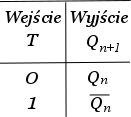 Wejście Wyjście
T Qₙ₊₁
0 Qₙ
1 Q̅ₙ